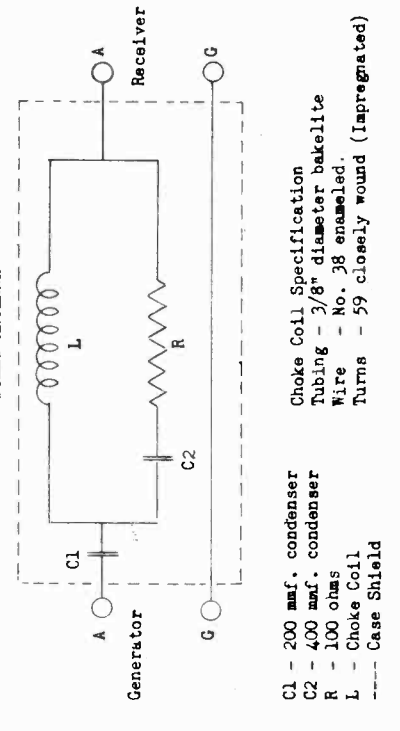 A
Receiver
G
L
R
C2
C1
A
Generator
G
C1 - 200 mmf. condenser
C2 - 400 mmf. condenser
R - 100 ohms
L - Choke Coil
---- Case Shield
Choke Coil Specification
Tubing - 3/8" diameter bakelite
Wire - No. 38 enameled.
Turns - 59 closely wound (Impregnated)